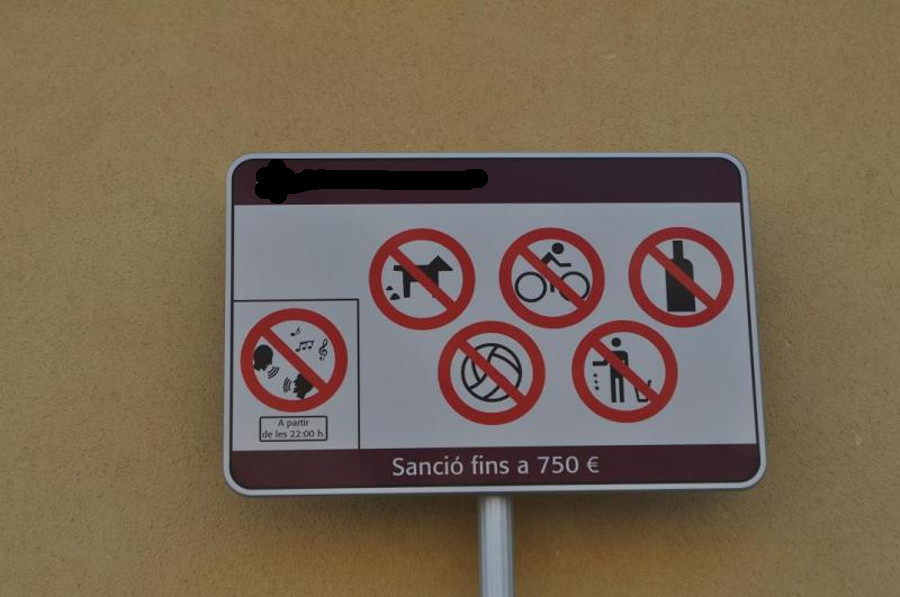 A partir
de les 22:00 h.
Sanció fins a 750 €